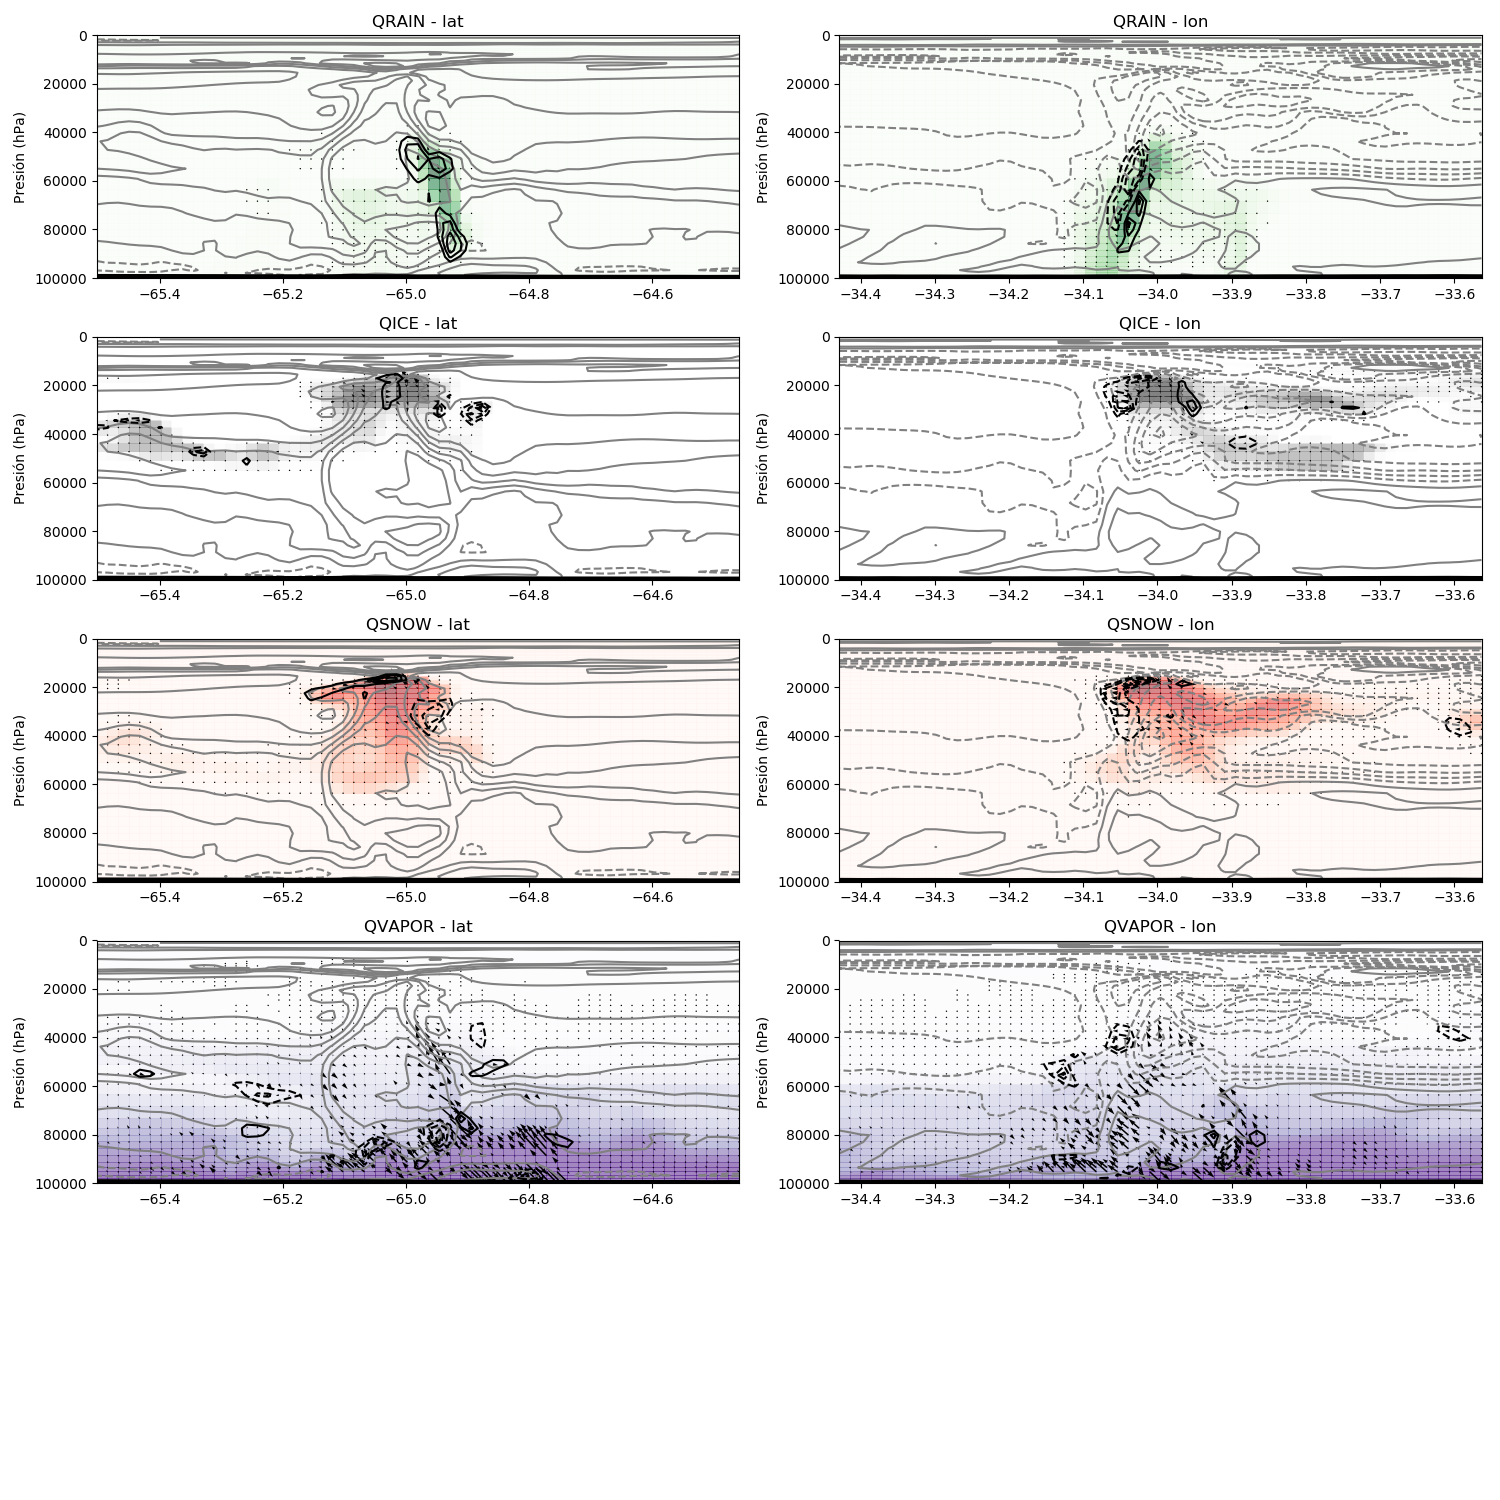 QRAIN - lat
Presión (hPa)
0
20000
40000
60000
80000
100000
−65.4 −65.2 −65.0 −64.8 −64.6
QRAIN - lon
Presión (hPa)
0
20000
40000
60000
80000
100000
−34.4 −34.3 −34.2 −34.1 −34.0 −33.9 −33.8 −33.7 −33.6
QICE - lat
Presión (hPa)
0
20000
40000
60000
80000
100000
−65.4 −65.2 −65.0 −64.8 −64.6
QICE - lon
Presión (hPa)
0
20000
40000
60000
80000
100000
−34.4 −34.3 −34.2 −34.1 −34.0 −33.9 −33.8 −33.7 −33.6
QSNOW - lat
Presión (hPa)
0
20000
40000
60000
80000
100000
−65.4 −65.2 −65.0 −64.8 −64.6
QSNOW - lon
Presión (hPa)
0
20000
40000
60000
80000
100000
−34.4 −34.3 −34.2 −34.1 −34.0 −33.9 −33.8 −33.7 −33.6
QVAPOR - lat
Presión (hPa)
0
20000
40000
60000
80000
100000
−65.4 −65.2 −65.0 −64.8 −64.6
QVAPOR - lon
Presión (hPa)
0
20000
40000
60000
80000
100000
−34.4 −34.3 −34.2 −34.1 −34.0 −33.9 −33.8 −33.7 −33.6